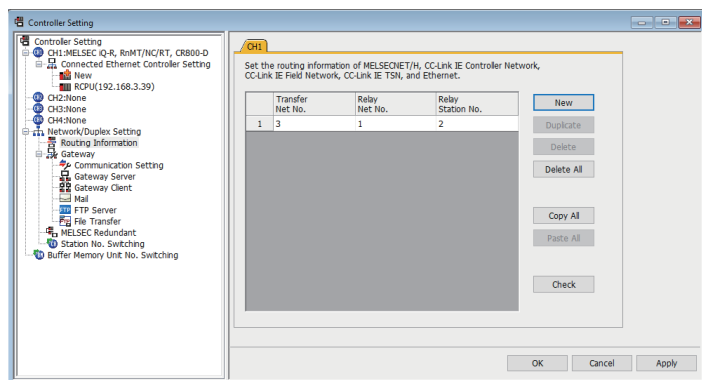 Controller Setting
Controller Setting
CH1:MELSEC iQ-R, RnMT/NC/RT, CR800-D
Connected Ethernet Controller Setting
New
RCPU(192.168.3.39)
CH2:None
CH3:None
CH4:None
Network/Duplex Setting
Routing Information
Gateway
Communication Setting
Gateway Server
Gateway Client
Mail
FTP Server
File Transfer
MELSEC Redundant
Station No. Switching
Buffer Memory Unit No. Switching
CH1
Set the routing information of MELSECNET/H, CC-Link IE Controller Network,
CC-Link IE Field Network, CC-Link IE TSN, and Ethernet.
Transfer Net No. Relay Net No. Relay Station No.
1 3 1 2
New
Duplicate
Delete
Delete All
Copy All
Paste All
Check
OK Cancel Apply